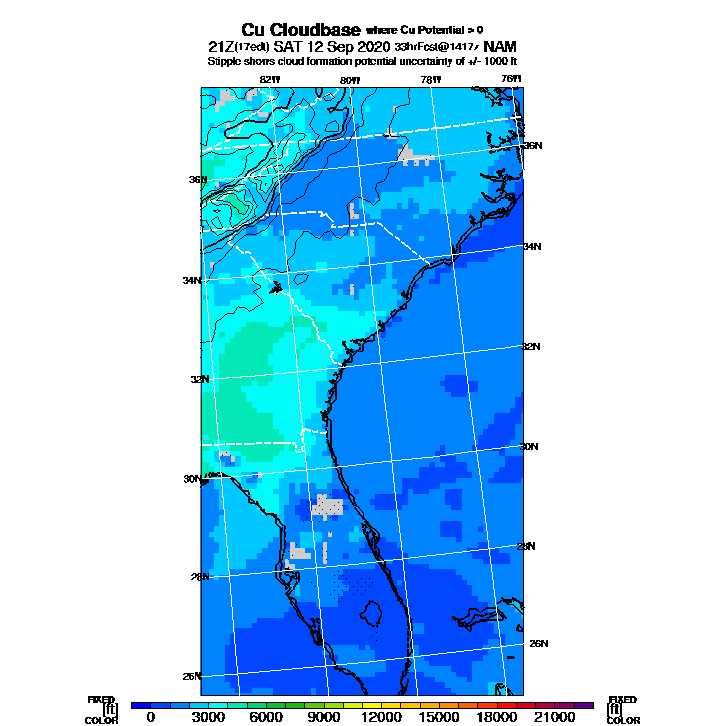 Cu Cloudbase where Cu Potential > 0
21Z(17edt) SAT 12 Sep 2020 33hrFcst@1417z NAM
Stipple shows cloud formation potential uncertainty of +/- 1000 ft
82W 80W 78W 76W
36N
36N
34N
34N
32N
32N
30N
30N
28N
28N
26N
26N
FIXED FIXED
[ft] [ft]
COLOR COLOR
0 3000 6000 9000 12000 15000 18000 21000